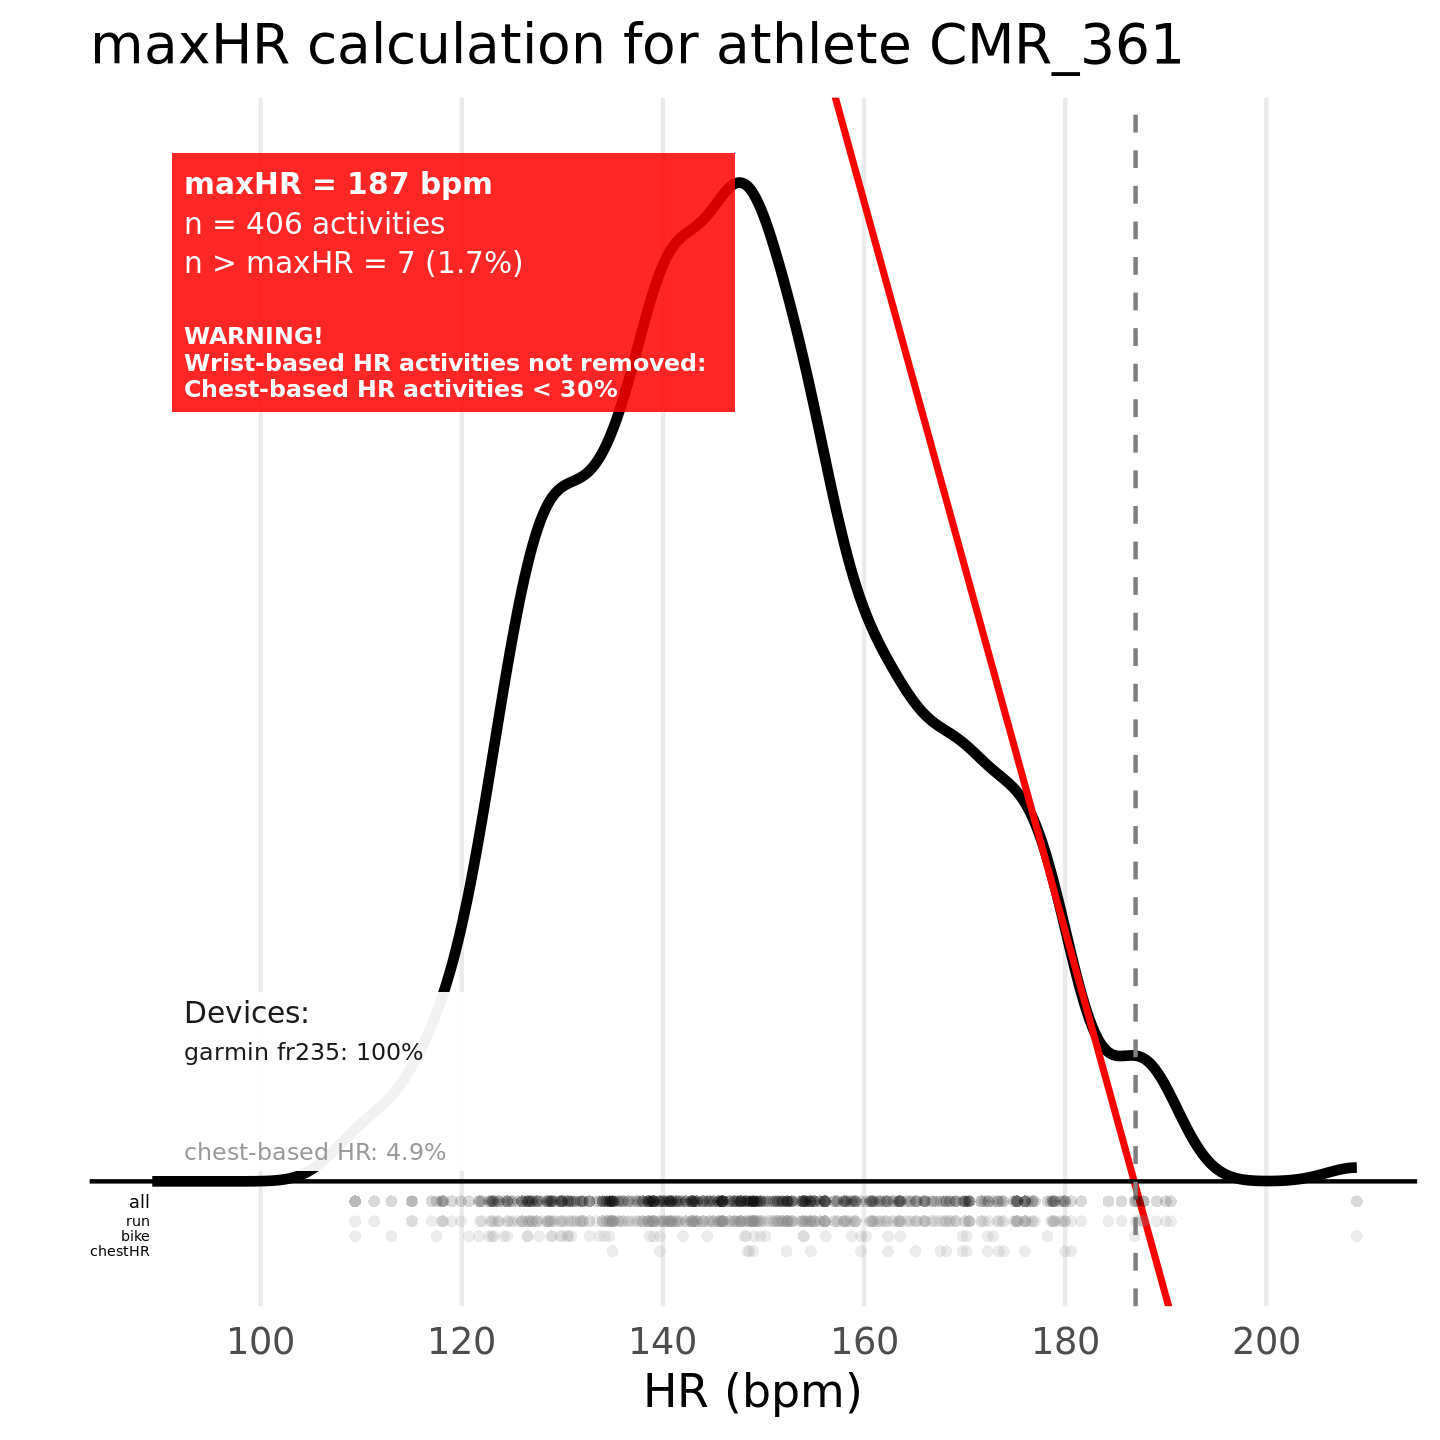 maxHR calculation for athlete CMR_361
maxHR = 187 bpm
n = 406 activities
n > maxHR = 7 (1.7%)
WARNING!
Wrist-based HR activities not removed:
Chest-based HR activities < 30%
Devices:
garmin fr235: 100%
chest-based HR: 4.9%
all
run
bike
chestHR
100 120 140 160 180 200
HR (bpm)